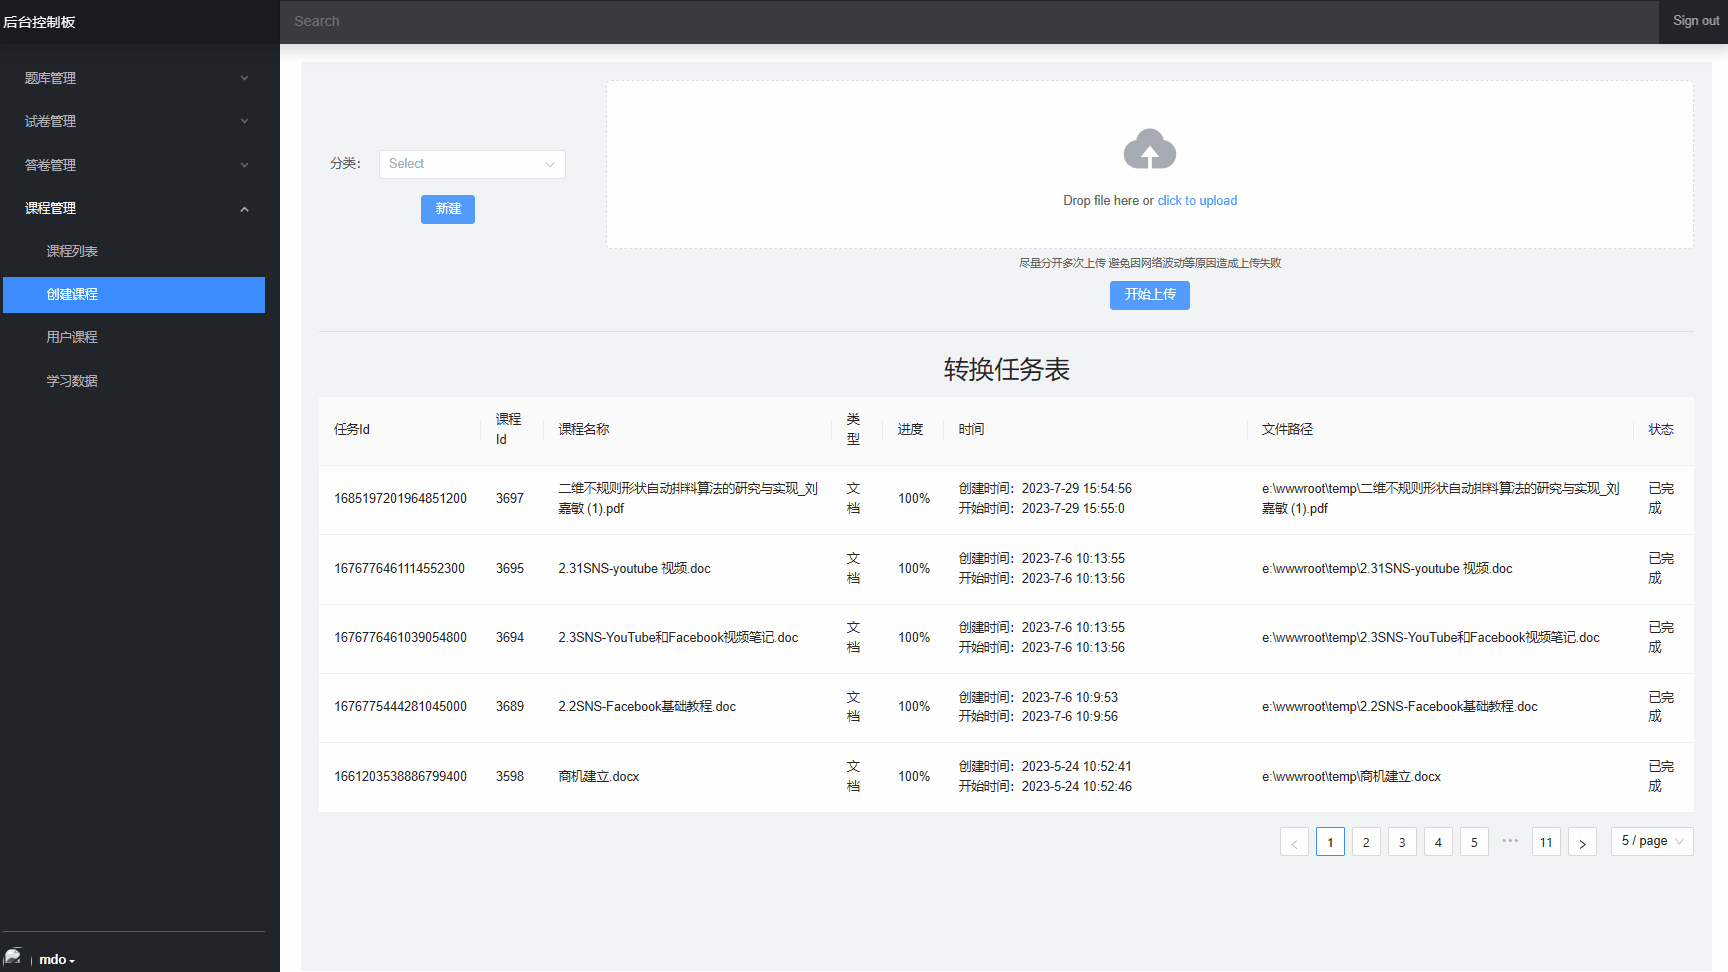 后台控制板
Search
Sign out
题库管理
试卷管理
答卷管理
课程管理
课程列表
创建课程
用户课程
学习数据
mdo
分类：
Select
新建
Drop file here or click to upload
尽量分开多次上传 避免因网络波动等原因造成上传失败
开始上传
转换任务表
任务Id
课程
Id
课程名称
类
型
进度
时间
文件路径
状态
1685197201964851200
3697
二维不规则形状自动排料算法的研究与实现_刘
嘉敏 (1).pdf
文
档
100%
创建时间：2023-7-29 15:54:56
开始时间：2023-7-29 15:55:0
e:\wwwroot\temp\二维不规则形状自动排料算法的研究与实现_刘
嘉敏 (1).pdf
已完
成
1676776461114552300
3695
2.31SNS-youtube 视频.doc
文
档
100%
创建时间：2023-7-6 10:13:55
开始时间：2023-7-6 10:13:56
e:\wwwroot\temp\2.31SNS-youtube 视频.doc
已完
成
1676776461039054800
3694
2.3SNS-YouTube和Facebook视频笔记.doc
文
档
100%
创建时间：2023-7-6 10:13:55
开始时间：2023-7-6 10:13:56
e:\wwwroot\temp\2.3SNS-YouTube和Facebook视频笔记.doc
已完
成
1676775444281045000
3689
2.2SNS-Facebook基础教程.doc
文
档
100%
创建时间：2023-7-6 10:9:53
开始时间：2023-7-6 10:9:56
e:\wwwroot\temp\2.2SNS-Facebook基础教程.doc
已完
成
1661203538886799400
3598
商机建立.docx
文
档
100%
创建时间：2023-5-24 10:52:41
开始时间：2023-5-24 10:52:46
e:\wwwroot\temp\商机建立.docx
已完
成
< 1 2 3 4 5 ••• 11 > 5 / page